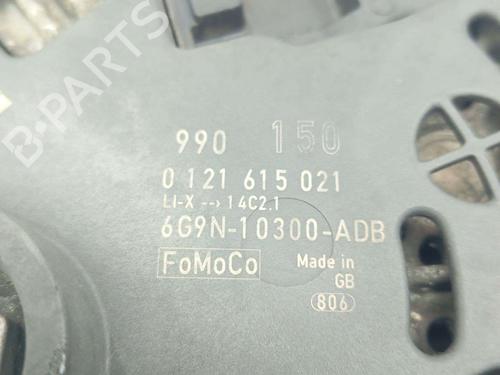 B-PARTS
990 150
0 121 615 021
LI-X --> 14C2.1
6G9N-10300-ADB
FoMoCo Made in
GB
806